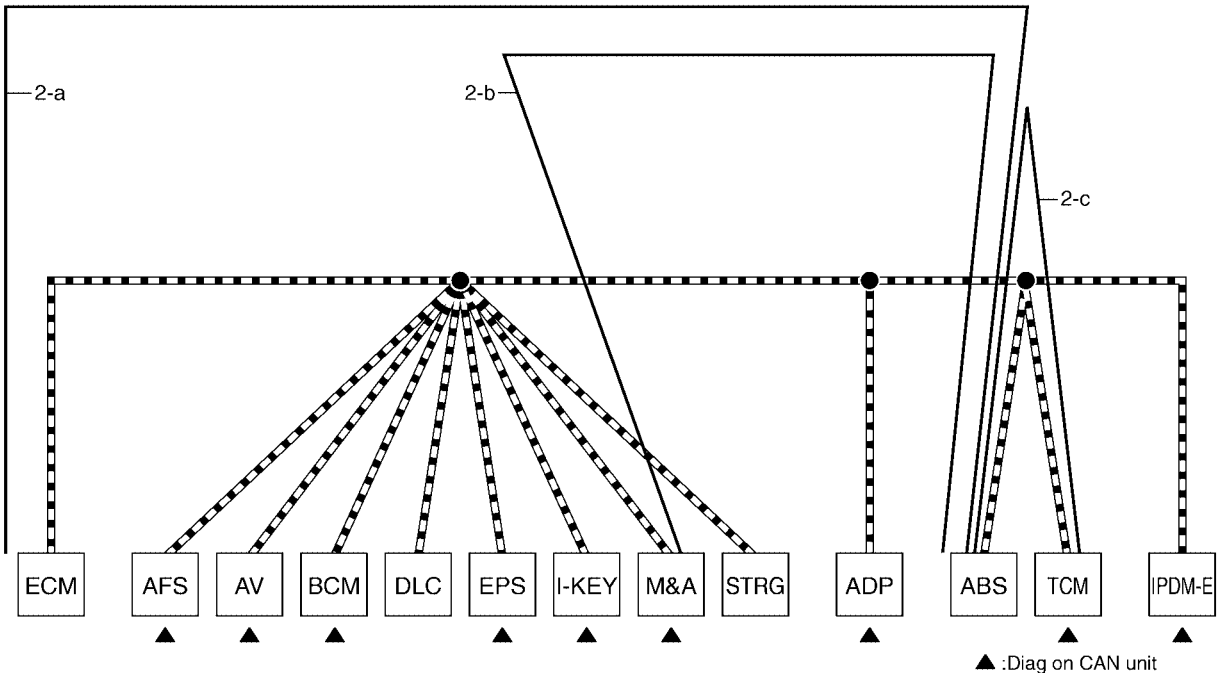 2-a
2-b
2-c
ECM
AFS
AV
BCM
DLC
EPS
I-KEY
M&A
STRG
ADP
ABS
TCM
IPDM-E
▲ :Diag on CAN unit